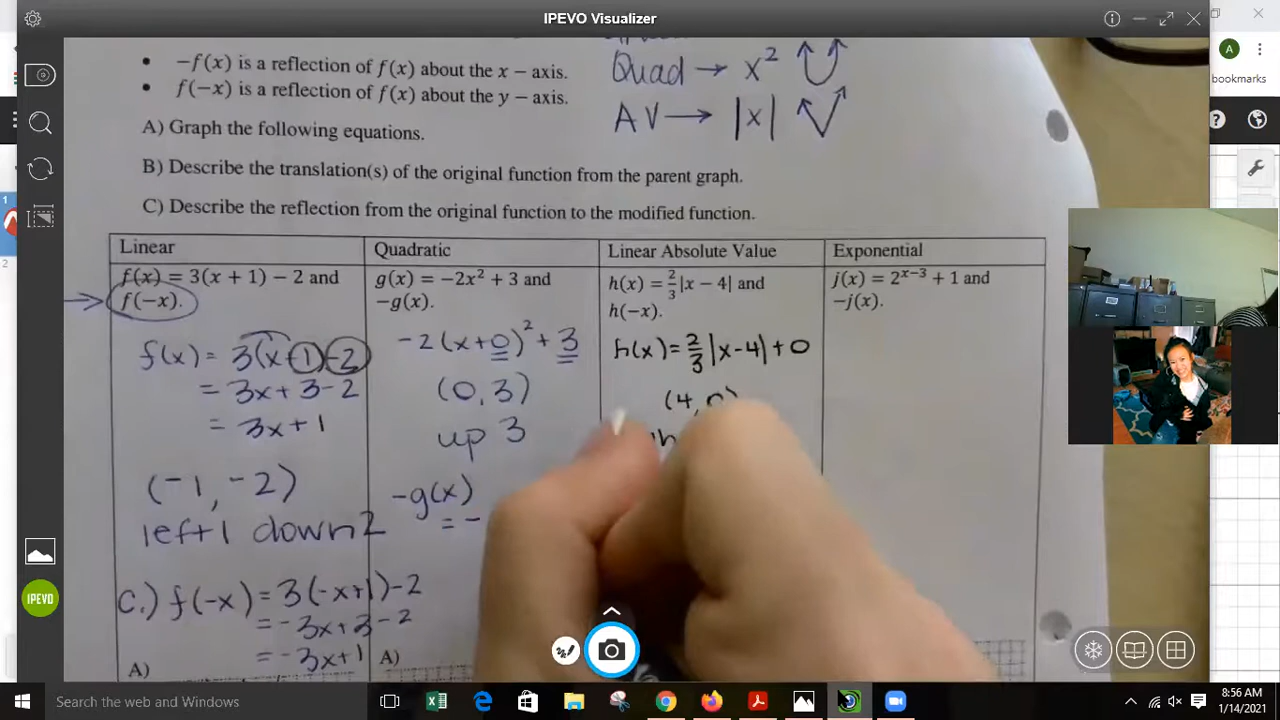 IPEVO Visualizer
A
bookmarks
• −f(x) is a reflection of f(x) about the x − axis.
• f(−x) is a reflection of f(x) about the y − axis.
Quad → x²
AV → |x|
A) Graph the following equations.
B) Describe the translation(s) of the original function from the parent graph.
C) Describe the reflection from the original function to the modified function.
1
2
Linear
f(x) = 3(x + 1) − 2 and
f(−x).
f(x) = 3(x+1)-2
= 3x+3-2
= 3x+1
(-1, -2)
left 1 down 2
C.) f(-x) = 3(-x+1)-2
= -3x+3-2
= -3x+1
A)
Quadratic
g(x) = −2x² + 3 and
−g(x).
-2(x+0)² + 3
(0, 3)
up 3
-g(x)
= -
A)
Linear Absolute Value
h(x) = 2/3|x − 4| and
h(−x).
h(x) = 2/3|x-4|+0
(4, 0)
Exponential
j(x) = 2ˣ⁻³ + 1 and
−j(x).
IPEVO
Search the web and Windows
8:56 AM
1/14/2021